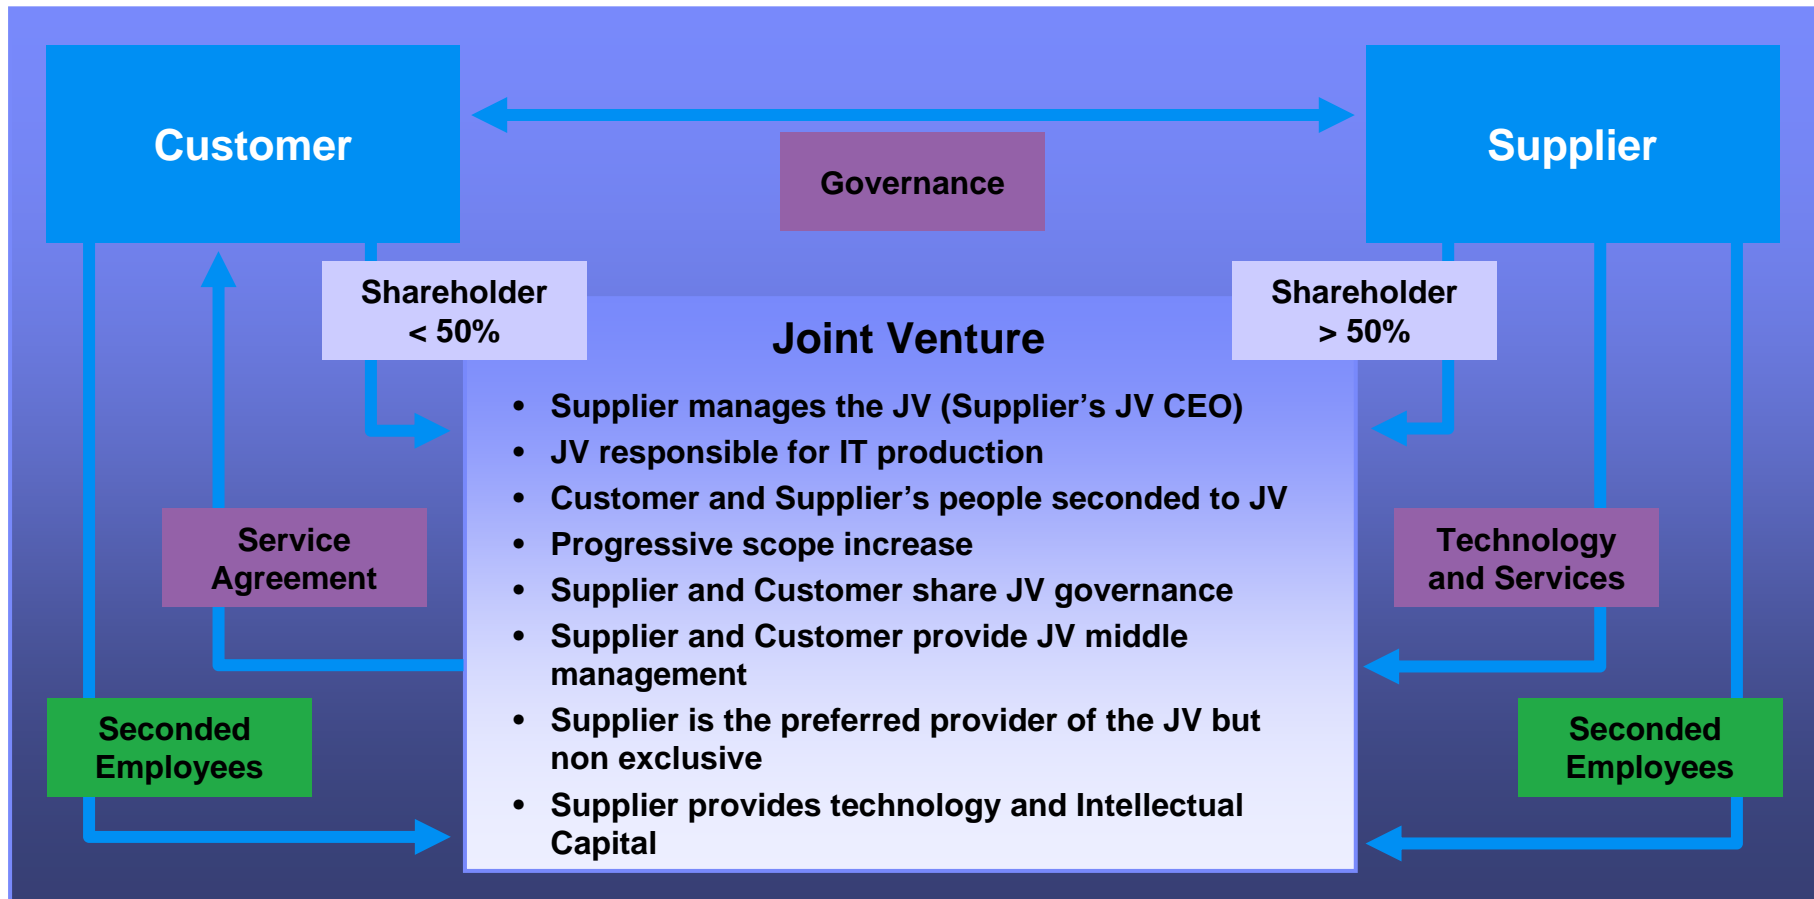 Customer
Supplier
Governance
Shareholder
< 50%
Shareholder
> 50%
Joint Venture
• Supplier manages the JV (Supplier’s JV CEO)
• JV responsible for IT production
• Customer and Supplier’s people seconded to JV
• Progressive scope increase
• Supplier and Customer share JV governance
• Supplier and Customer provide JV middle
management
• Supplier is the preferred provider of the JV but
non exclusive
• Supplier provides technology and Intellectual
Capital
Service
Agreement
Technology
and Services
Seconded
Employees
Seconded
Employees